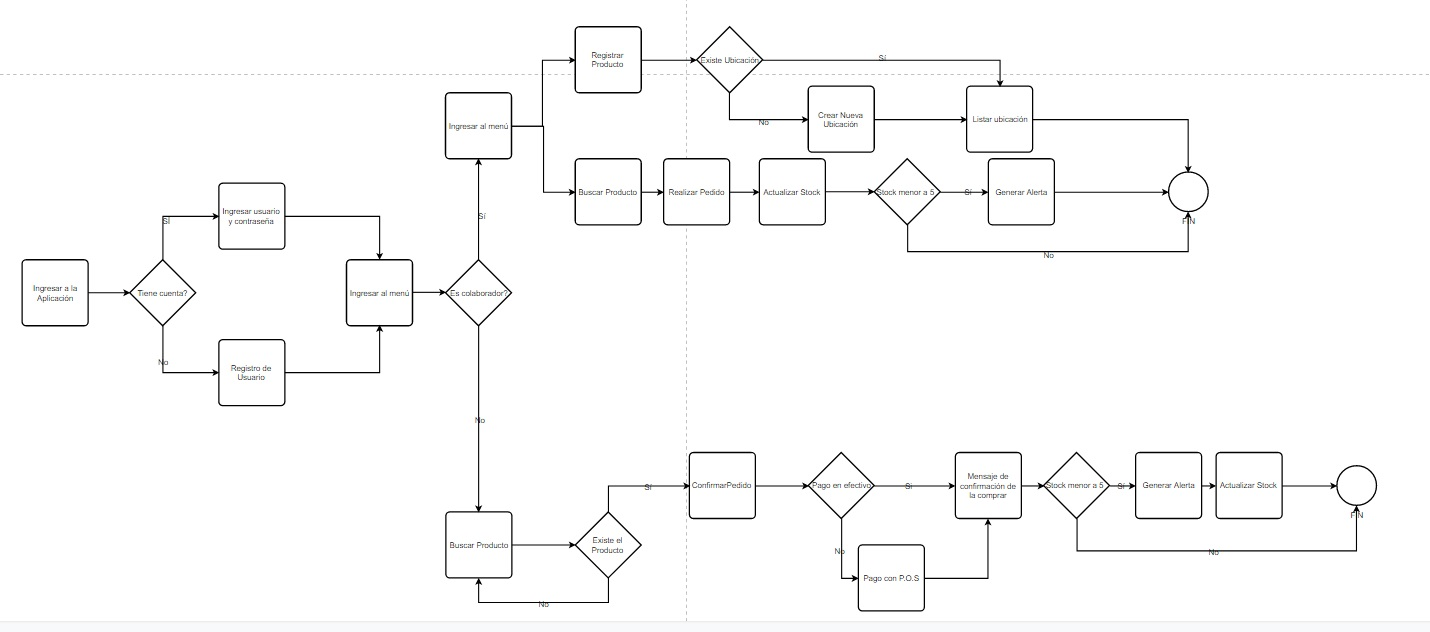 Registrar
Producto
Existe Ubicación
Sí
Ingresar al menú
Crear Nueva
Ubicación
No
Listar ubicación
Buscar Producto
Realizar Pedido
Actualizar Stock
Stock menor a 5
Sí
Generar Alerta
FIN
No
Ingresar usuario
y contraseña
Sí
Sí
Ingresar a la
Aplicación
Tiene cuenta?
Ingresar al menú
Es colaborador?
No
Registro de
Usuario
No
Sí
ConfirmarPedido
Pago en efectivo
Sí
Mensaje de
confirmación de
la comprar
Stock menor a 5
Sí
Generar Alerta
Actualizar Stock
FIN
Buscar Producto
Existe el
Producto
No
No
Pago con P.O.S
No